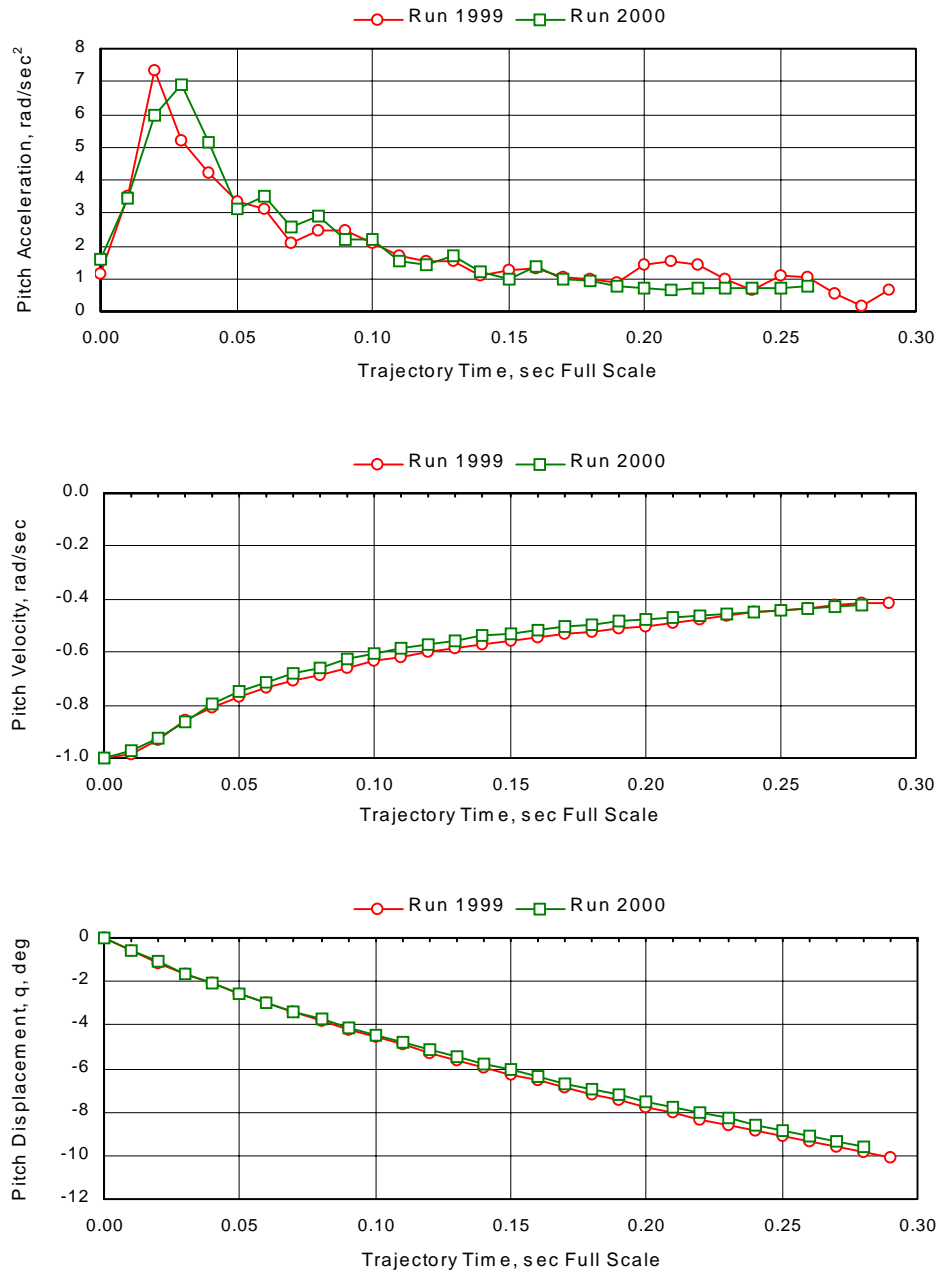 Run 1999 Run 2000
Pitch Acceleration, rad/sec²
8
7
6
5
4
3
2
1
0
0.00 0.05 0.10 0.15 0.20 0.25 0.30
Trajectory Time, sec Full Scale
Run 1999 Run 2000
Pitch Velocity, rad/sec
0.0
-0.2
-0.4
-0.6
-0.8
-1.0
0.00 0.05 0.10 0.15 0.20 0.25 0.30
Trajectory Time, sec Full Scale
Run 1999 Run 2000
Pitch Displacement, q, deg
0
-2
-4
-6
-8
-10
-12
0.00 0.05 0.10 0.15 0.20 0.25 0.30
Trajectory Time, sec Full Scale